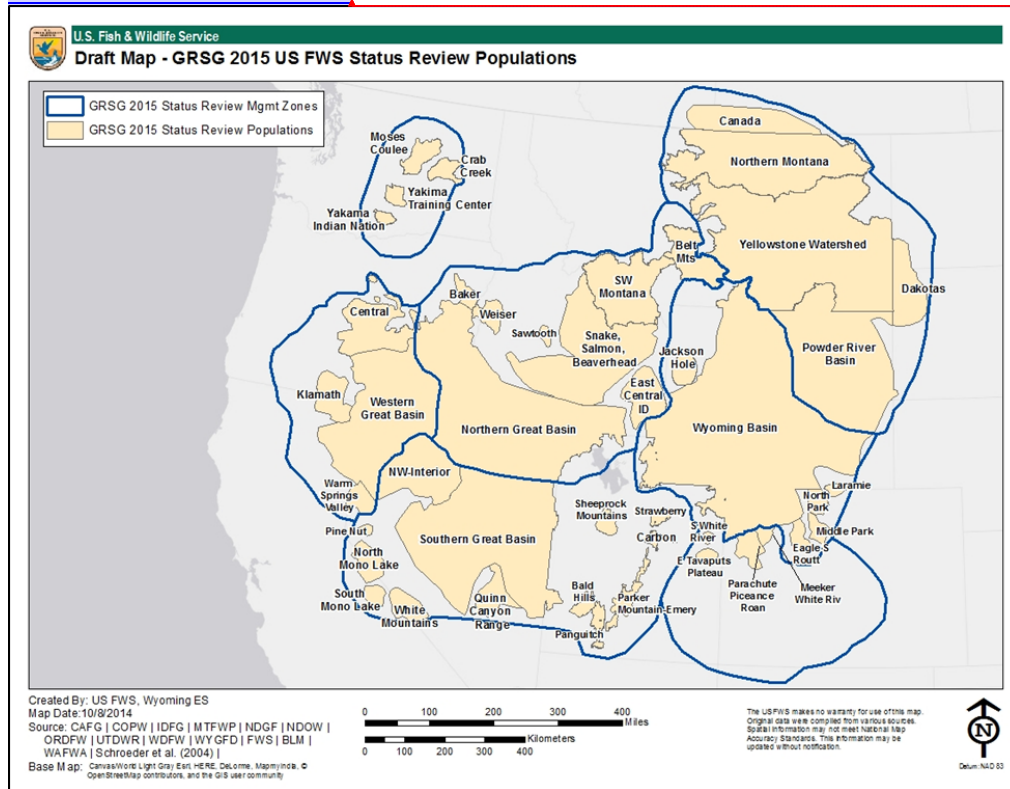 U.S. Fish & Wildlife Service
Draft Map - GRSG 2015 US FWS Status Review Populations
GRSG 2015 Status Review Mgmt Zones
GRSG 2015 Status Review Populations
Canada
Moses
Coulee
Crab
Creek
Northern Montana
Yakima
Training Center
Yakama
Indian Nation
Belt
Mts
Yellowstone Watershed
Dakotas
SW
Montana
Baker
Weiser
Central
Sawtooth
Snake,
Salmon,
Beaverhead
Jackson
Hole
Powder River
Basin
East
Central
ID
Klamath
Western
Great Basin
Northern Great Basin
Wyoming Basin
NW-Interior
Warm
Springs
Valley
Laramie
North
Park
Sheeprock
Mountains
Strawberry
Pine Nut
S White
River
Middle Park
Southern Great Basin
Carbon
Eagle S
Routt
North
Mono Lake
E Tavaputs
Plateau
Parachute
Piceance
Roan
Meeker
White Riv
South
Mono Lake
White
Mountains
Quinn
Canyon
Range
Bald
Hills
Parker
Mountain-Emery
Panguitch
Created By: US FWS, Wyoming ES
Map Date:10/8/2014
Source: CAFG | COPW | IDFG | MTFWP | NDGF | NDOW |
ORDFW | UTDWR | WDFW | WYGFD | FWS | BLM |
WAFWA | Schroeder et al. (2004) |
Base Map: Canvas/World Light Gray Esri, HERE, DeLorme, MapmyIndia, ©
OpenStreetMap contributors, and the GIS user community
0 100 200 300 400
Miles
Kilometers
0 100 200 300 400
The USFWS makes no warranty for use of this map.
Original data were compiled from various sources.
Spatial information may not meet National Map
Accuracy Standards. This information may be
updated without notification.
N
Datum: NAD 83